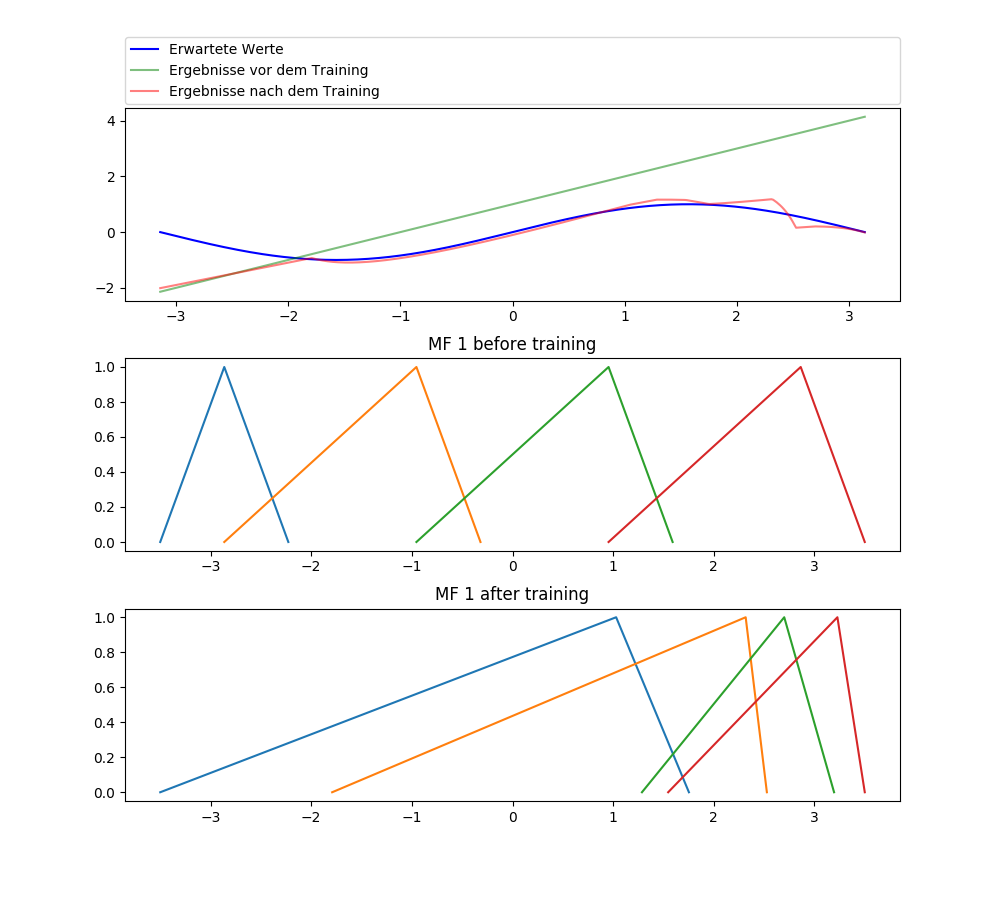 Erwartete Werte
Ergebnisse vor dem Training
Ergebnisse nach dem Training
4
2
0
−2
−3 −2 −1 0 1 2 3
MF 1 before training
1.0
0.8
0.6
0.4
0.2
0.0
−3 −2 −1 0 1 2 3
MF 1 after training
1.0
0.8
0.6
0.4
0.2
0.0
−3 −2 −1 0 1 2 3